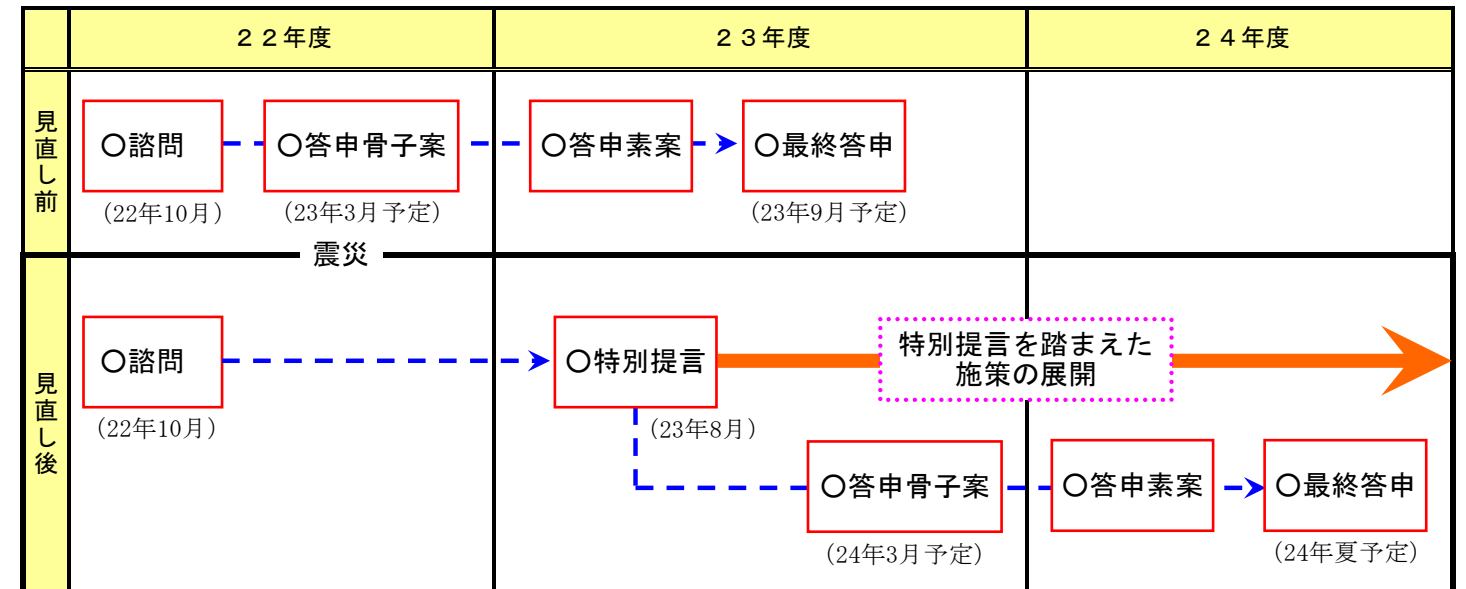 ２２年度
２３年度
２４年度
見直し前
○諮問
○答申骨子案
○答申素案
○最終答申
（22年10月）
（23年3月予定）
（23年9月予定）
震災
見直し後
○諮問
○特別提言
特別提言を踏まえた
施策の展開
（22年10月）
（23年8月）
○答申骨子案
○答申素案
○最終答申
（24年3月予定）
（24年夏予定）